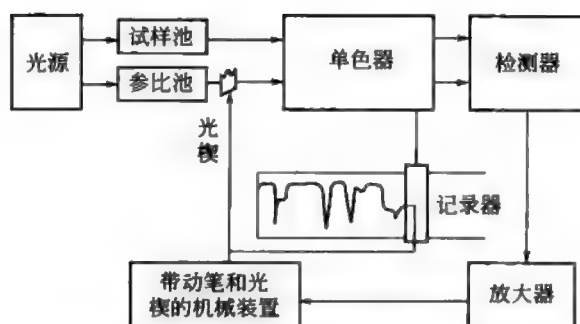 光源
试样池
参比池
单色器
检测器
光
楔
记录器
带动笔和光
楔的机械装置
放大器